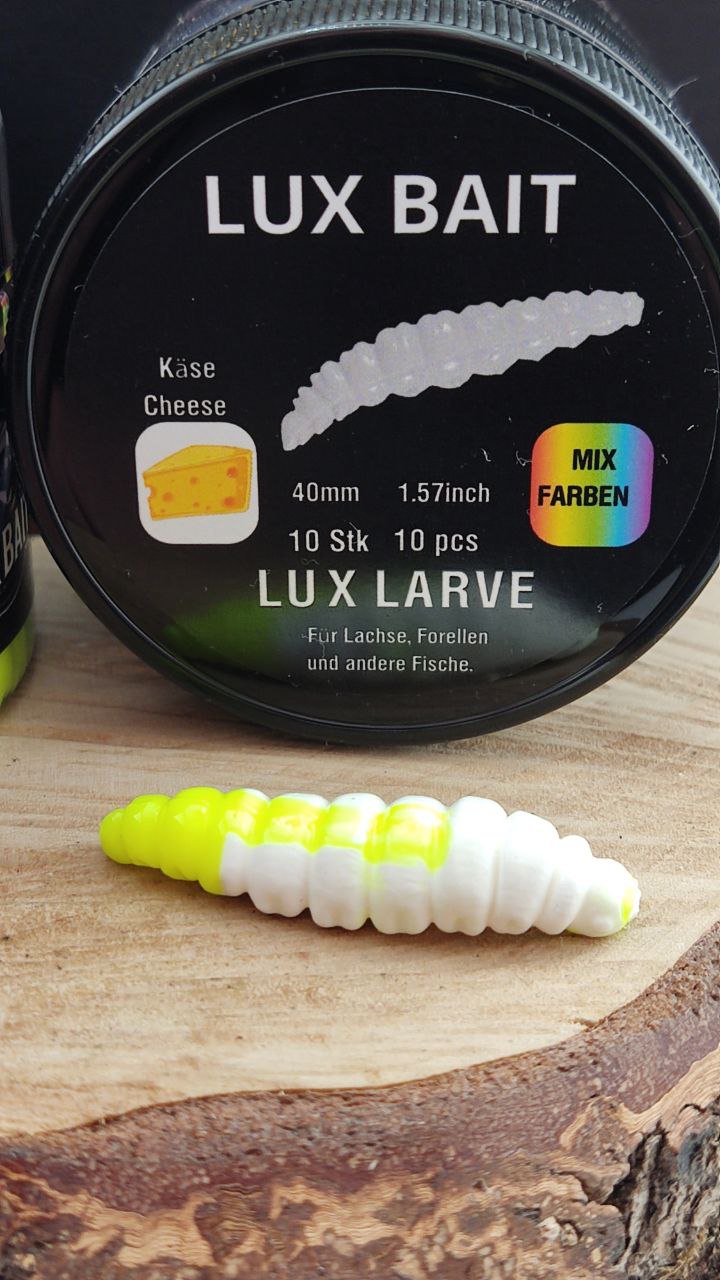 LUX BAIT
Käse
Cheese
MIX
FARBEN
40mm 1.57inch
10 Stk 10 pcs
LUX LARVE
Für Lachse, Forellen
und andere Fische.
BAI